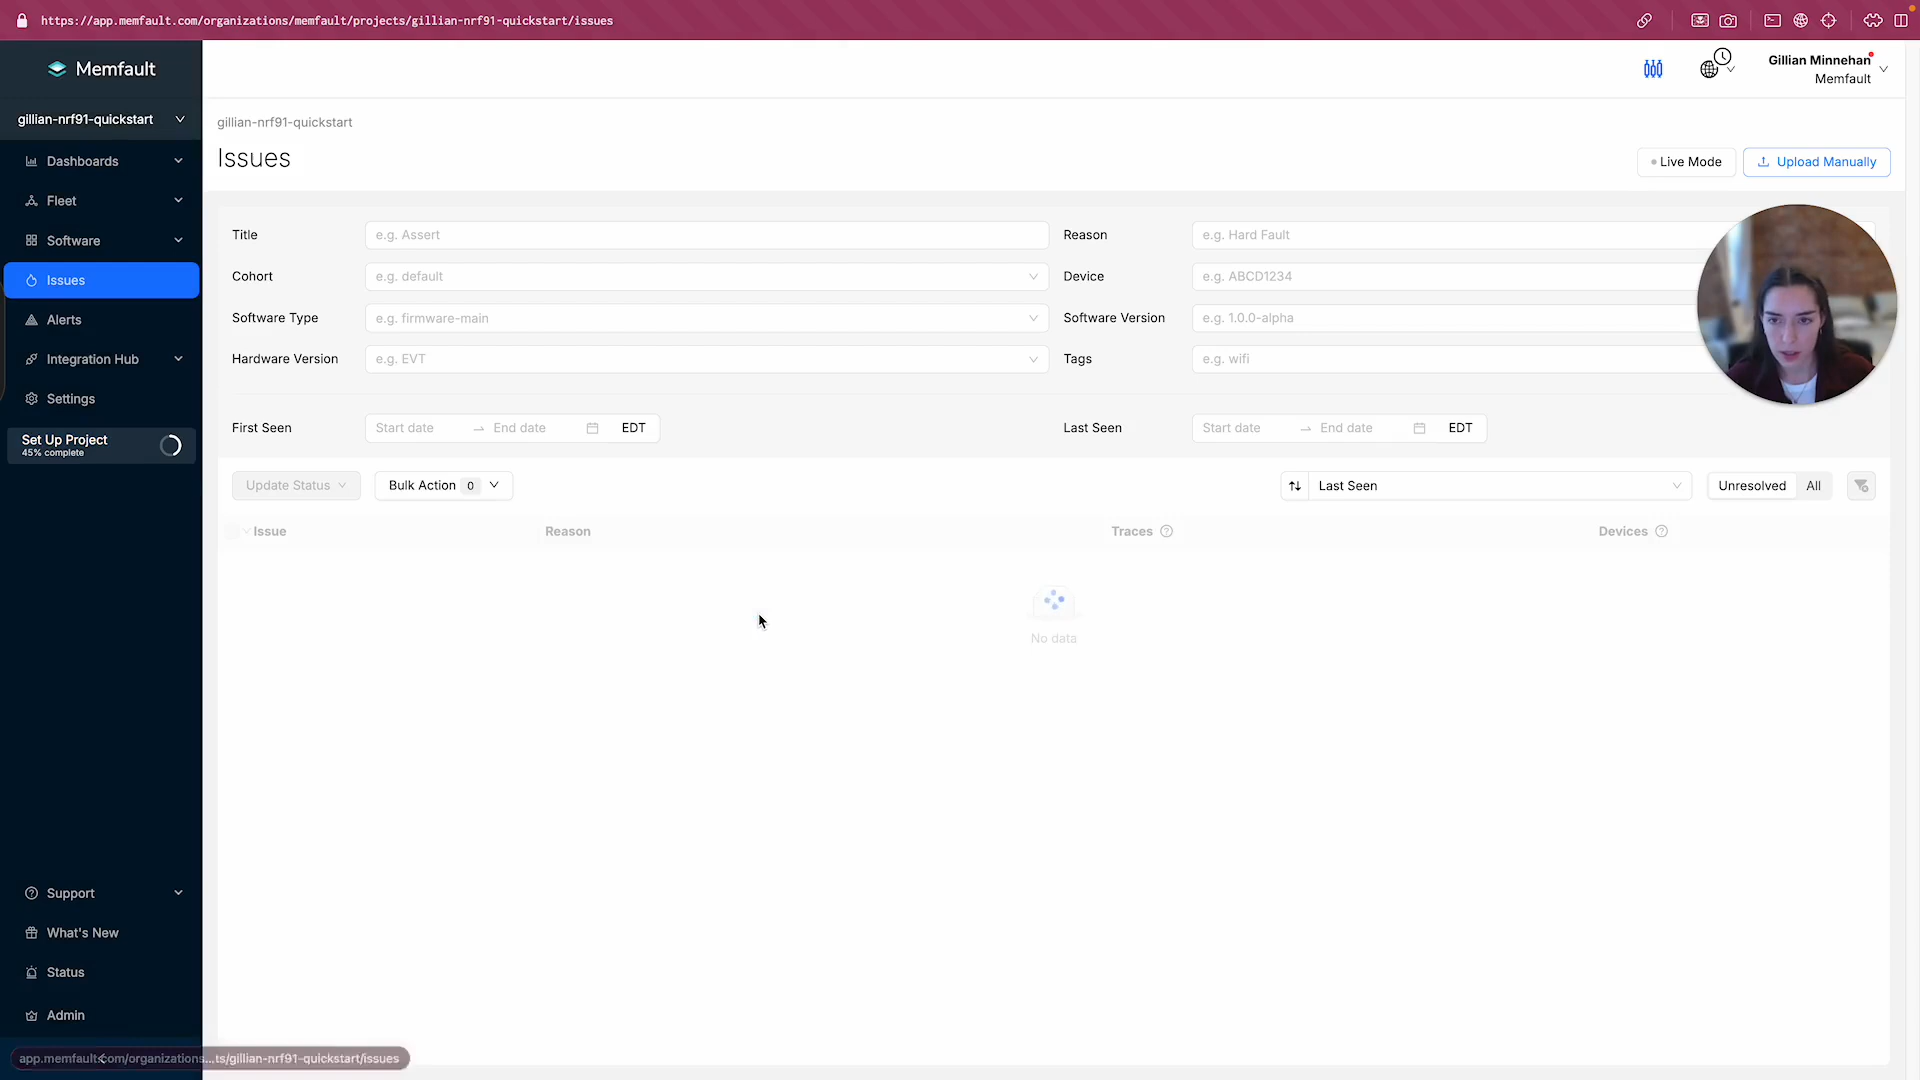 https://app.memfault.com/organizations/memfault/projects/gillian-nrf91-quickstart/issues
Memfault
Gillian Minnehan
Memfault
gillian-nrf91-quickstart
gillian-nrf91-quickstart
Dashboards
Issues
Live Mode
Upload Manually
Fleet
Software
Title
e.g. Assert
Reason
e.g. Hard Fault
Issues
Cohort
e.g. default
Device
e.g. ABCD1234
Alerts
Software Type
e.g. firmware-main
Software Version
e.g. 1.0.0-alpha
Integration Hub
Hardware Version
e.g. EVT
Tags
e.g. wifi
Settings
First Seen
Start date
End date
EDT
Last Seen
Start date
End date
EDT
Set Up Project
45% complete
Update Status
Bulk Action 0
Last Seen
Unresolved
All
Issue
Reason
Traces
Devices
No data
Support
What's New
Status
Admin
app.memfault.com/organizations...ts/gillian-nrf91-quickstart/issues